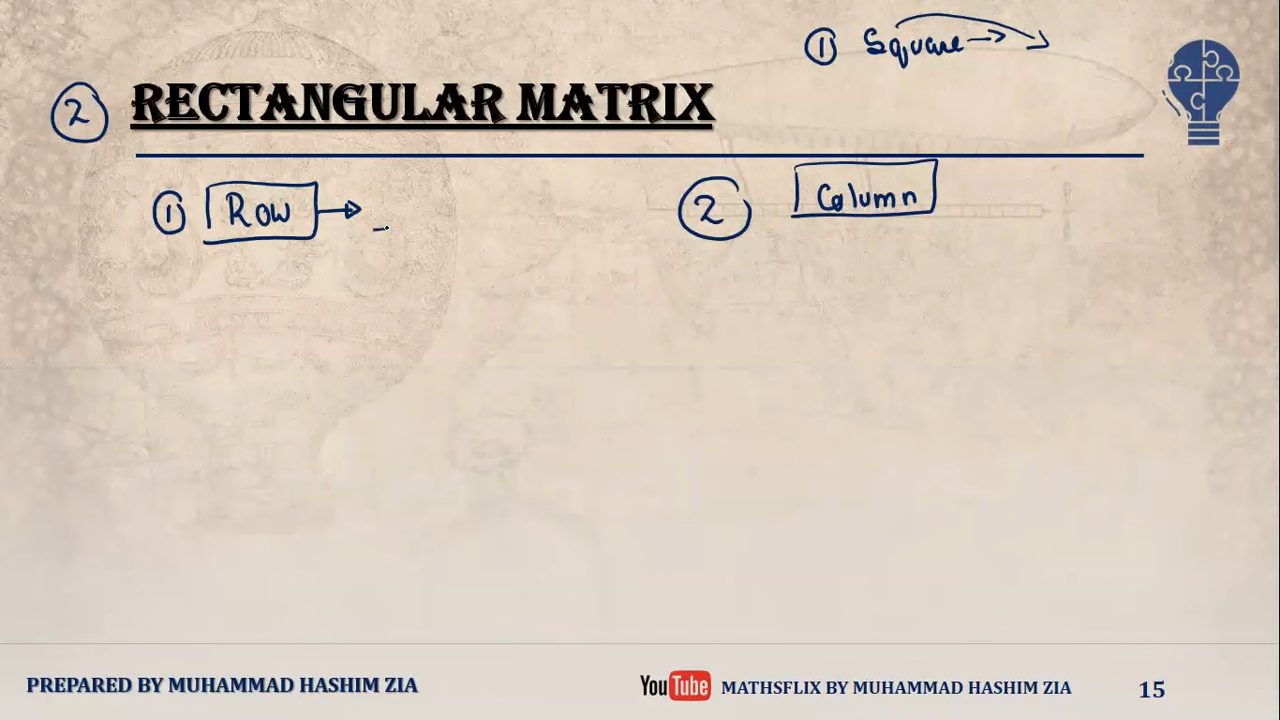 ① Square →
② RECTANGULAR MATRIX
① Row → ② Column
PREPARED BY MUHAMMAD HASHIM ZIA YouTube MATHSFLIX BY MUHAMMAD HASHIM ZIA 15